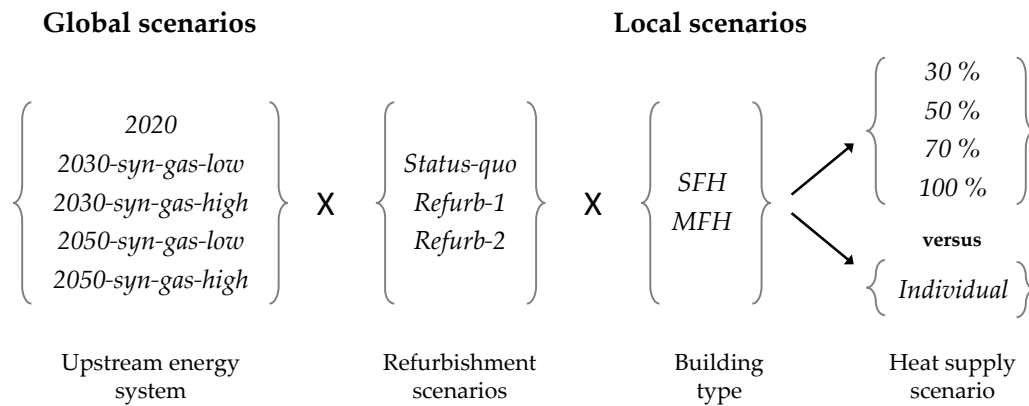 Global scenarios
Local scenarios
2020
2030-syn-gas-low
2030-syn-gas-high
2050-syn-gas-low
2050-syn-gas-high
X
Status-quo
Refurb-1
Refurb-2
X
SFH
MFH
30 %
50 %
70 %
100 %
versus
Individual
Upstream energy
system
Refurbishment
scenarios
Building
type
Heat supply
scenario